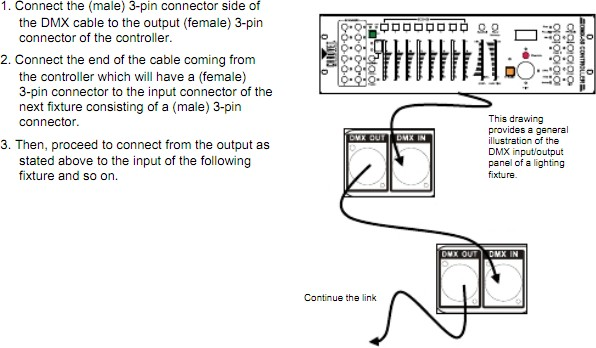 1. Connect the (male) 3-pin connector side of
the DMX cable to the output (female) 3-pin
connector of the controller.
2. Connect the end of the cable coming from
the controller which will have a (female)
3-pin connector to the input connector of the
next fixture consisting of a (male) 3-pin
connector.
3. Then, proceed to connect from the output as
stated above to the input of the following
fixture and so on.
CHAUVET
This drawing
provides a general
illustration of the
DMX input/output
panel of a lighting
fixture.
DMX OUT DMX IN
DMX OUT DMX IN
Continue the link